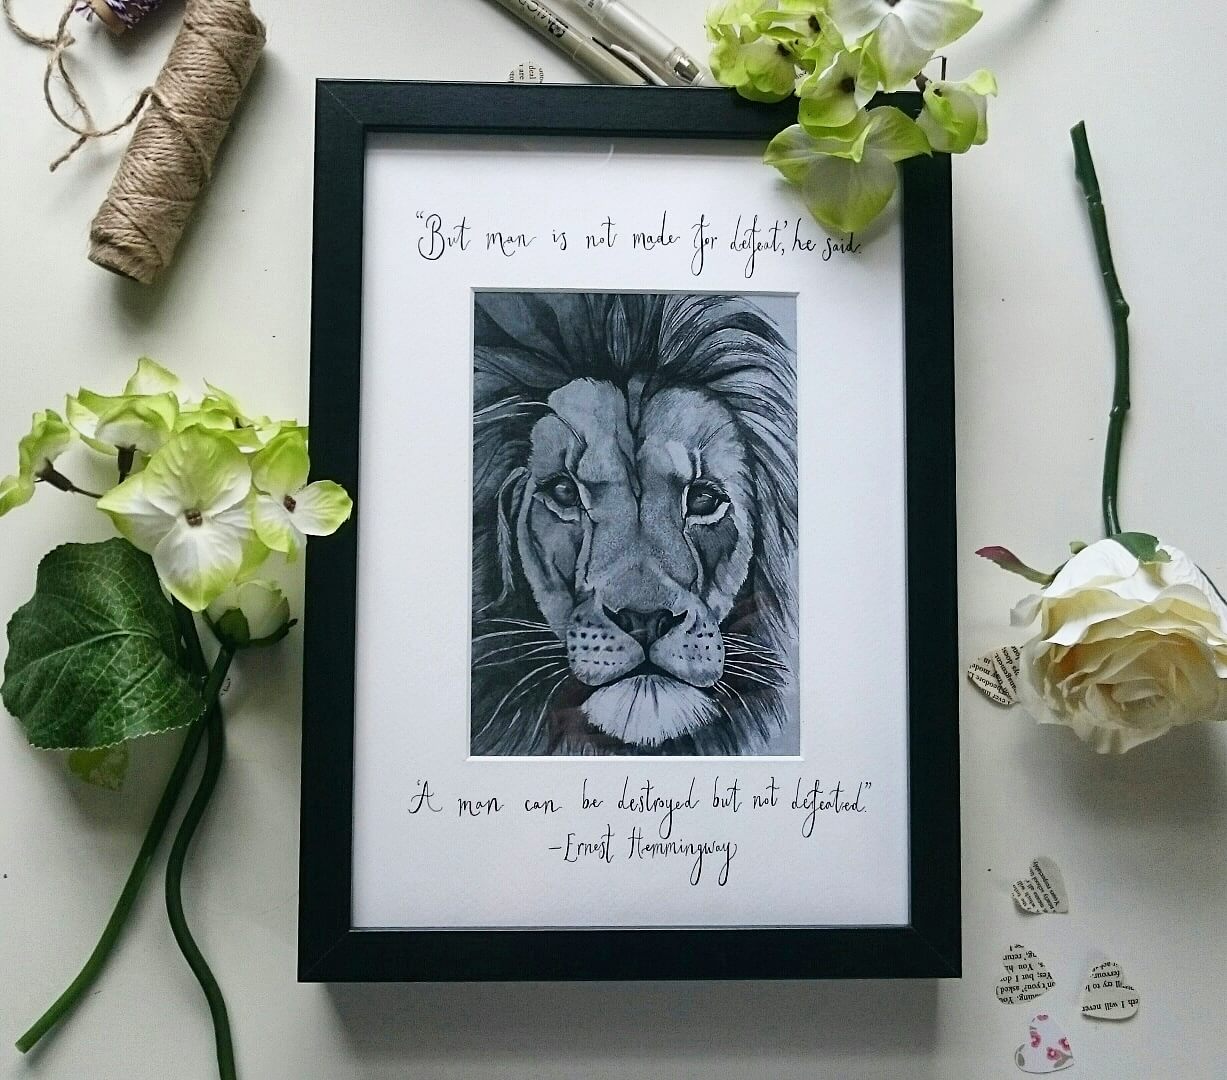 “But man is not made for defeat,’ he said.
‘A man can be destroyed but not defeated.”
–Ernest Hemmingway